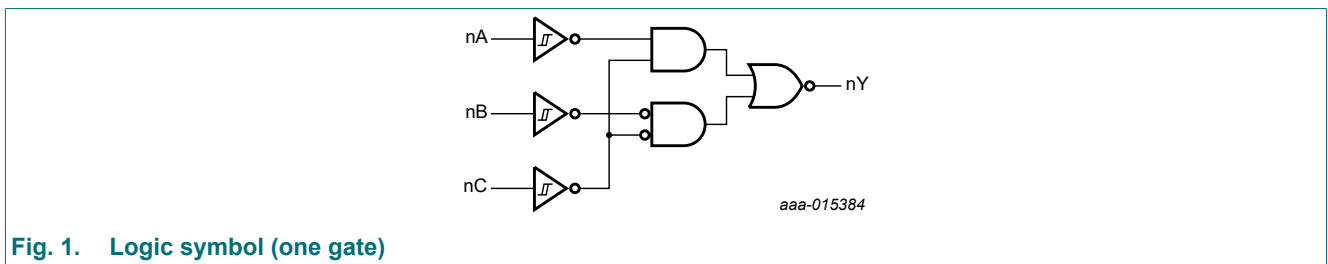 nA
nB
nC
nY
aaa-015384
Fig. 1. Logic symbol (one gate)